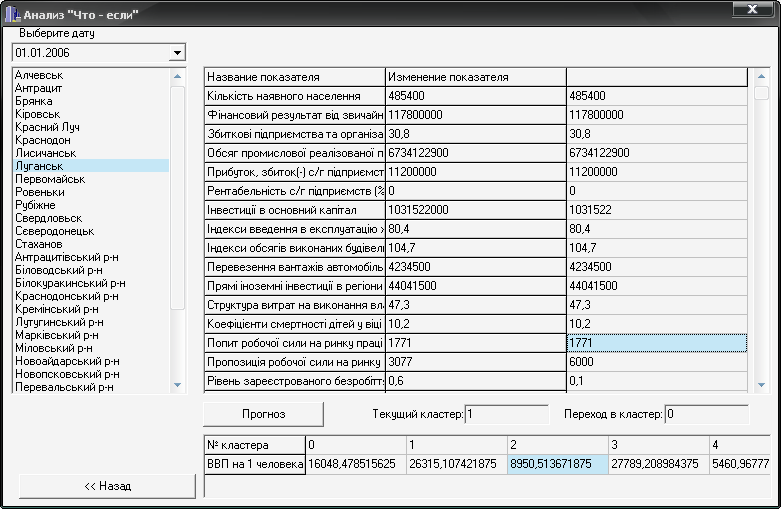 Анализ "Что - если"
Выберите дату
01.01.2006
Алчевськ
Антрацит
Брянка
Кіровськ
Красний Луч
Краснодон
Лисичанськ
Луганськ
Первомайськ
Ровеньки
Рубіжне
Свердловськ
Сєверодонецьк
Стаханов
Антрацитівський р-н
Біловодський р-н
Білокуракинський р-н
Краснодонський р-н
Кремінський р-н
Лутугинський р-н
Марківський р-н
Міловський р-н
Новоайдарський р-н
Новопсковський р-н
Перевальський р-н
Название показателя Изменение показателя
Кількість наявного населення 485400 485400
Фінансовий результат від звичайн 117800000 117800000
Збиткові підприємства та організа 30,8 30,8
Обсяг промислової реалізованої п 6734122900 6734122900
Прибуток, збиток(-) с/г підприємст 11200000 11200000
Рентабельність с/г підприємств (% 0 0
Інвестиції в основний капітал 1031522000 1031522
Індекси введення в експлуатацію ж 80,4 80,4
Індекси обсягів виконаних будівел 104,7 104,7
Перевезення вантажів автомобіль 4234500 4234500
Прямі іноземні інвестиції в регіони 44041500 44041500
Структура витрат на виконання вл 47,3 47,3
Коефіцієнти смертності дітей у віці 10,2 10,2
Попит робочої сили на ринку праці 1771 1771
Пропозиція робочої сили на ринку 3077 6000
Рівень зареєстрованого безробітт 0,6 0,1
Прогноз Текущий кластер: 1 Переход в кластер: 0
№ кластера 0 1 2 3 4
ВВП на 1 человека 16048,478515625 26315,107421875 8950,513671875 27789,208984375 5460,96777
<< Назад